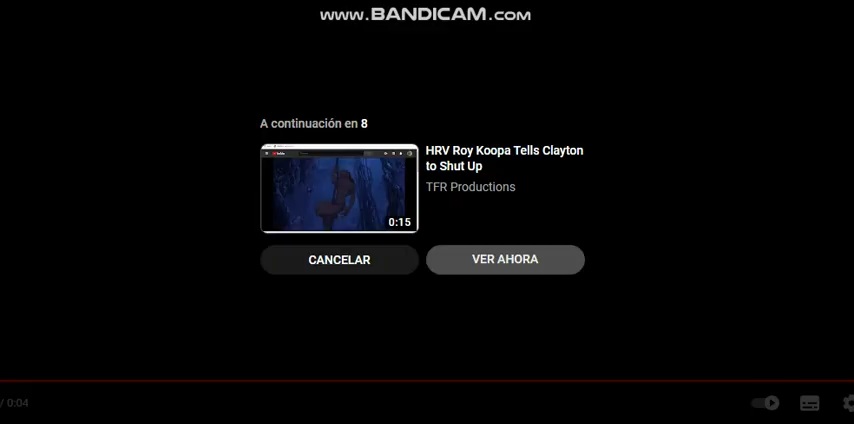 www.BANDICAM.com
A continuación en 8
HRV Roy Koopa Tells Clayton
to Shut Up
TFR Productions
0:15
CANCELAR
VER AHORA
/ 0:04